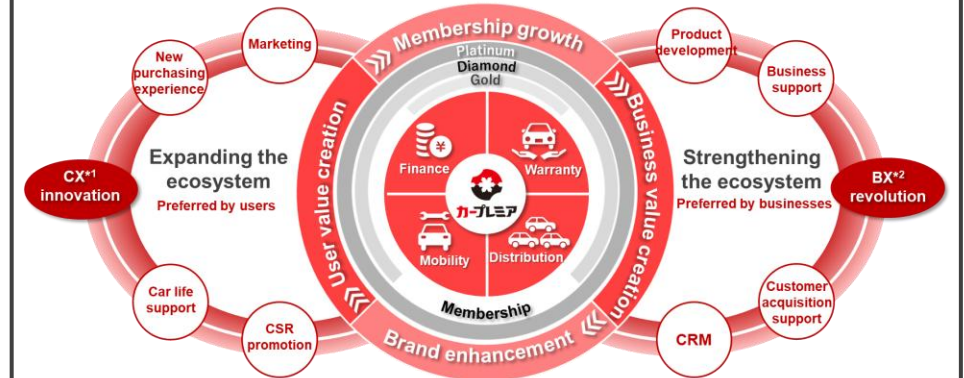 Membership growth
Platinum
Diamond
Gold
Marketing
New
purchasing
experience
Expanding the
ecosystem
Preferred by users
CX*1
innovation
Car life
support
CSR
promotion
User value creation
Finance
¥
Warranty
カープレミア
Mobility
Distribution
Membership
Brand enhancement
Business value creation
Product
development
Business
support
Strengthening
the ecosystem
Preferred by businesses
BX*2
revolution
Customer
acquisition
support
CRM